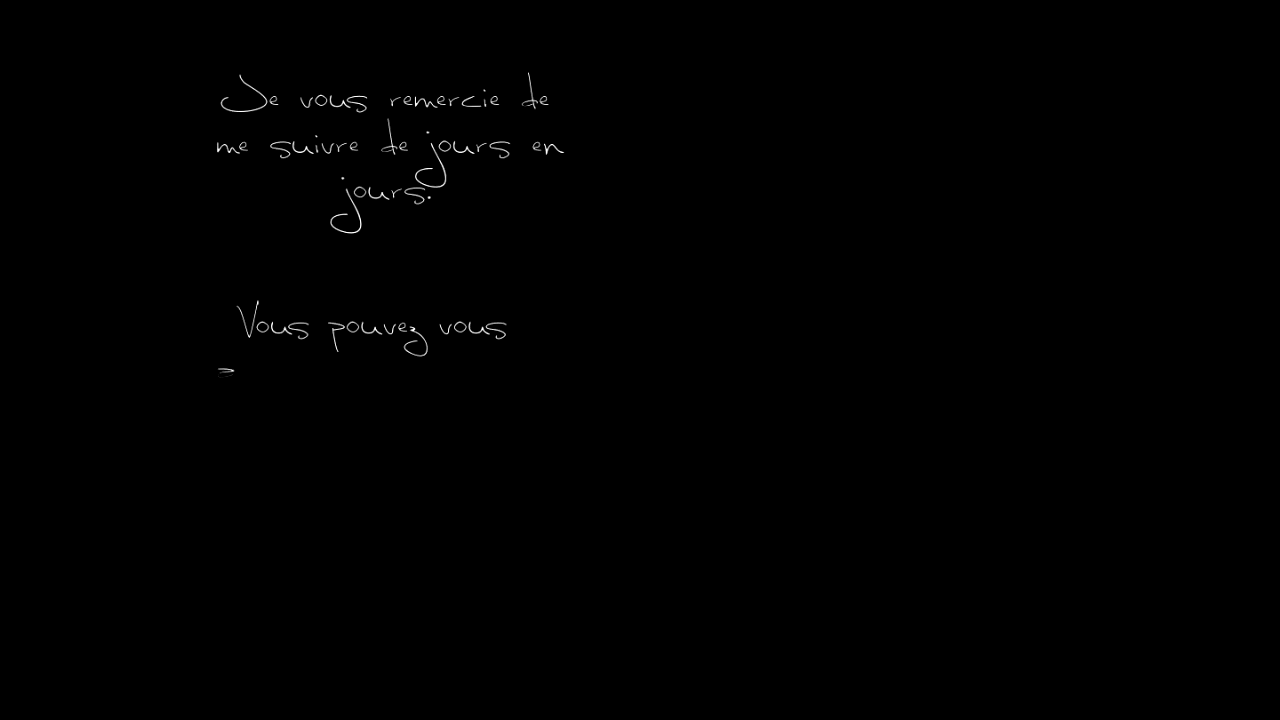 Je vous remercie de
me suivre de jours en
jours.
Vous pouvez vous